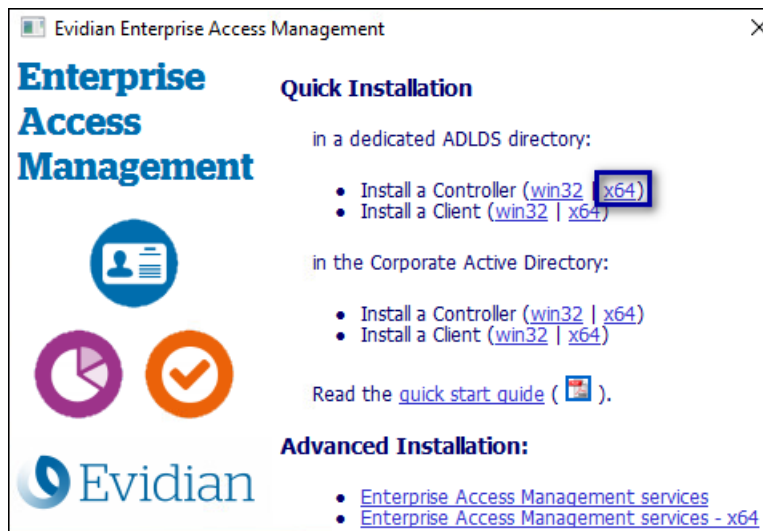 Evidian Enterprise Access Management
Enterprise
Access
Management
Evidian
Quick Installation
in a dedicated ADLDS directory:
• Install a Controller (win32 | x64)
• Install a Client (win32 | x64)
in the Corporate Active Directory:
• Install a Controller (win32 | x64)
• Install a Client (win32 | x64)
Read the quick start guide ( ).
Advanced Installation:
• Enterprise Access Management services
• Enterprise Access Management services - x64